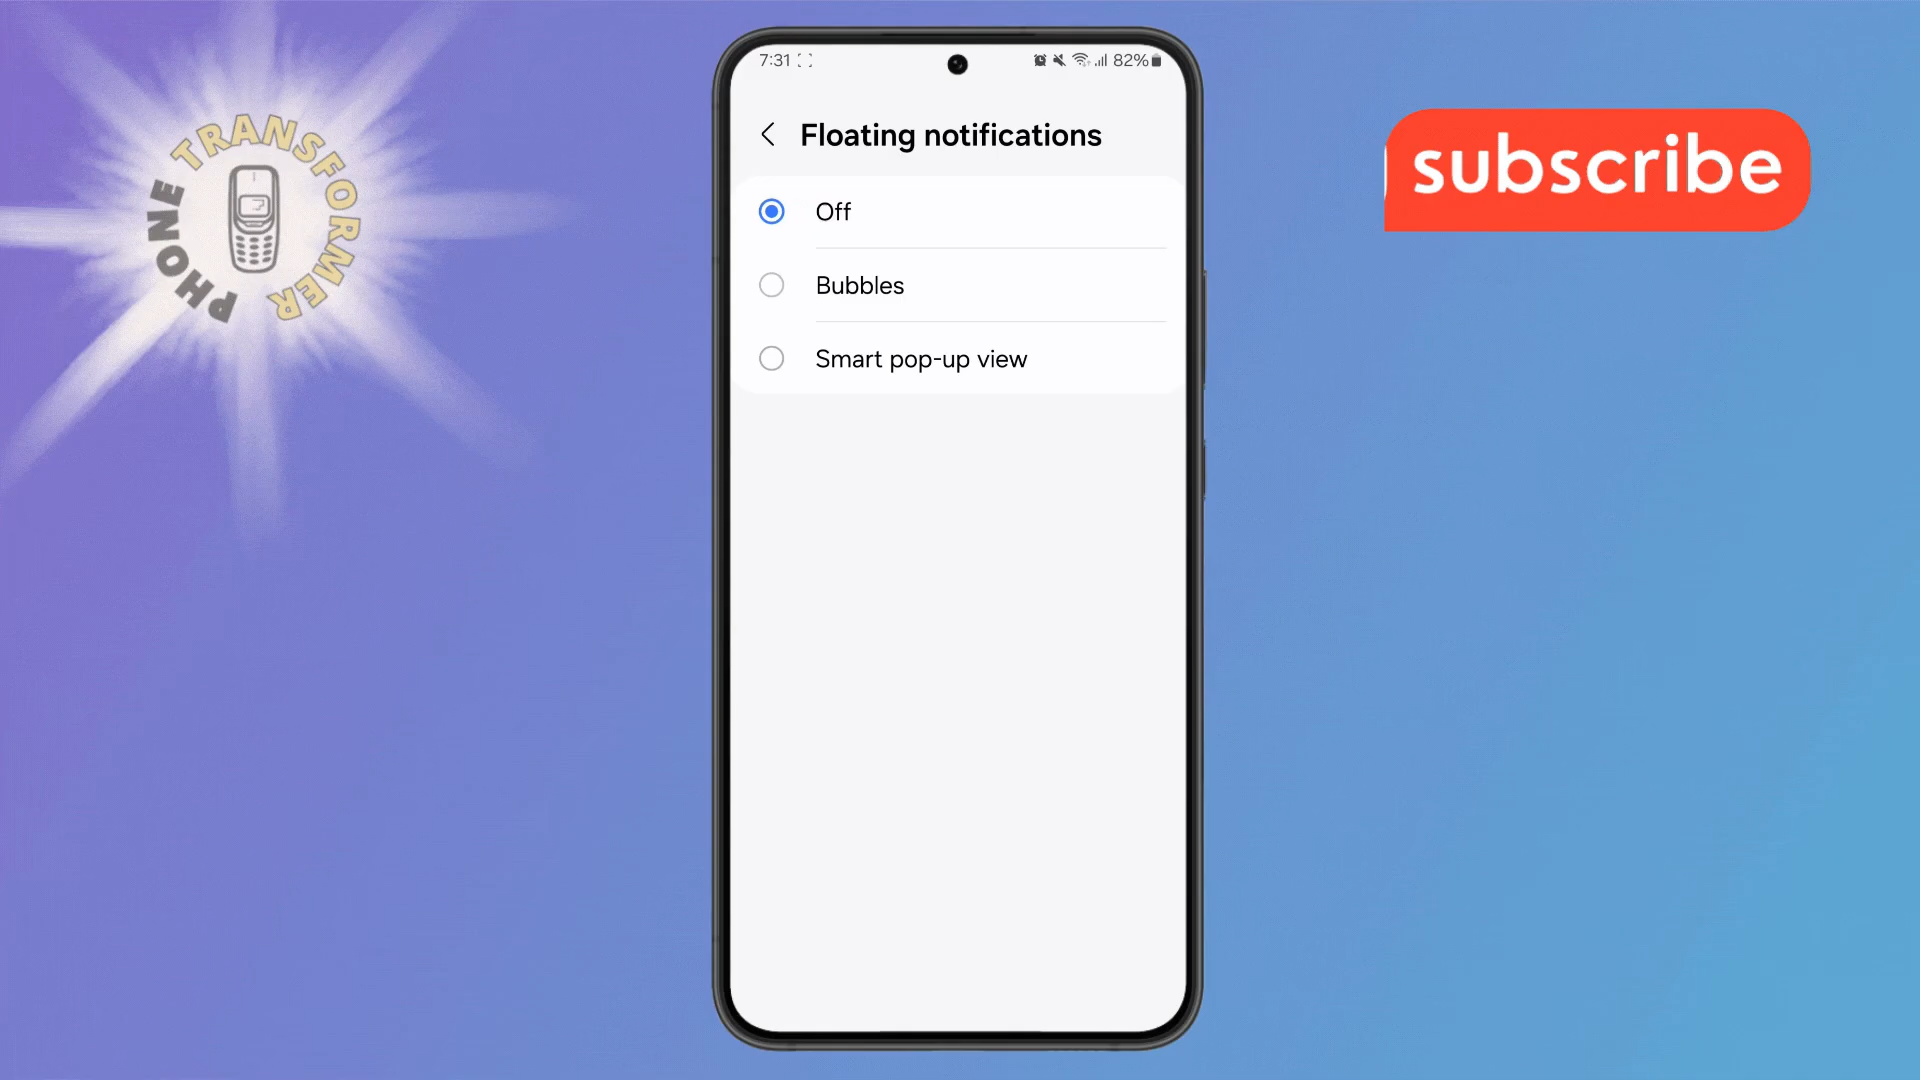 PHONE TRANSFORMER
7:31
82%
Floating notifications
Off
Bubbles
Smart pop-up view
subscribe